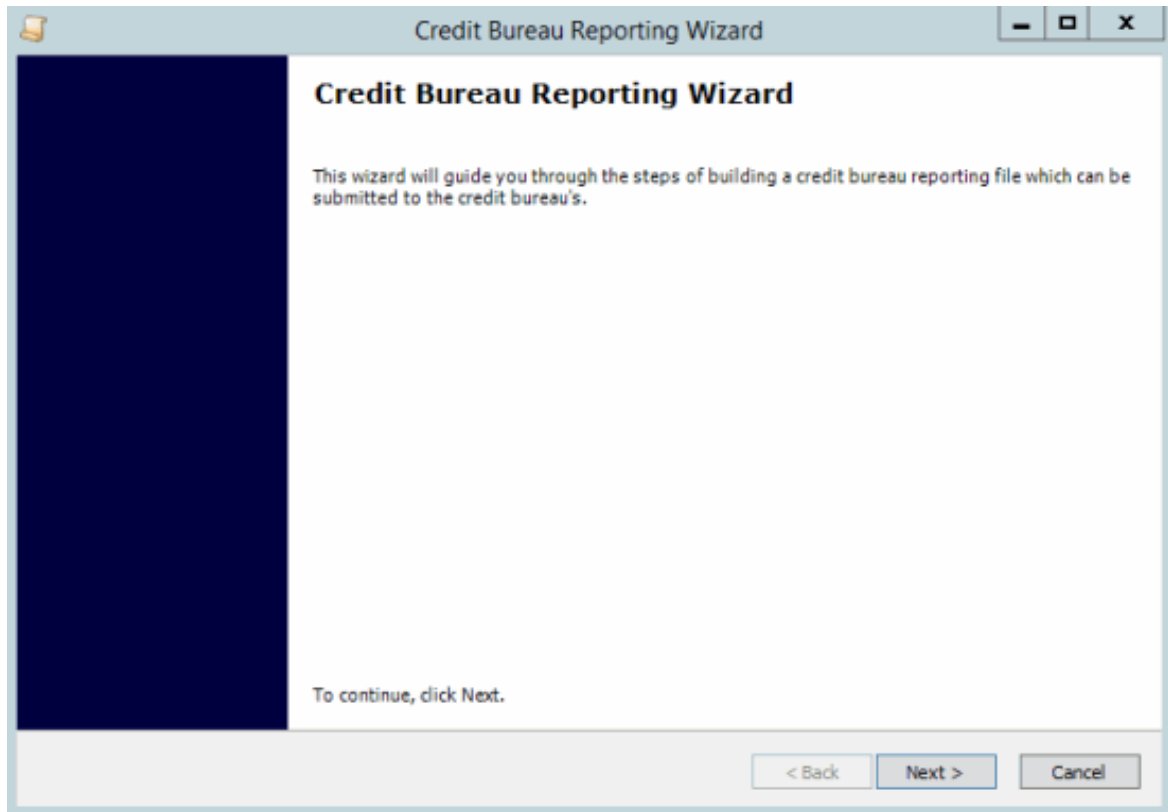 Credit Bureau Reporting Wizard
Credit Bureau Reporting Wizard
This wizard will guide you through the steps of building a credit bureau reporting file which can be
submitted to the credit bureau's.
To continue, click Next.
< Back Next > Cancel